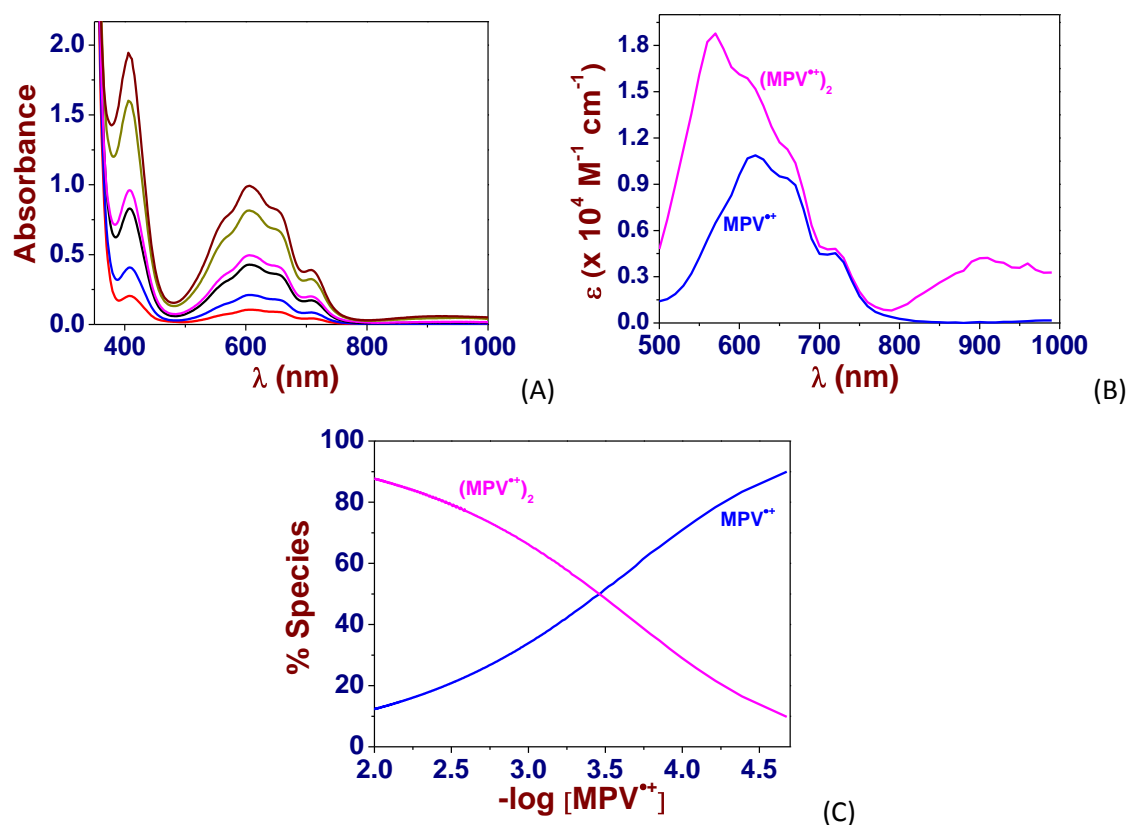 2.0
1.5
1.0
0.5
0.0
Absorbance
400 600 800 1000
λ (nm)
(A)
1.8
1.5
1.2
0.9
0.6
0.3
0.0
ε (x 10⁴ M⁻¹ cm⁻¹)
(MPV•+)₂
MPV•+
500 600 700 800 900 1000
λ (nm)
(B)
100
80
60
40
20
0
% Species
(MPV•+)₂
MPV•+
2.0 2.5 3.0 3.5 4.0 4.5
-log [MPV•+]
(C)